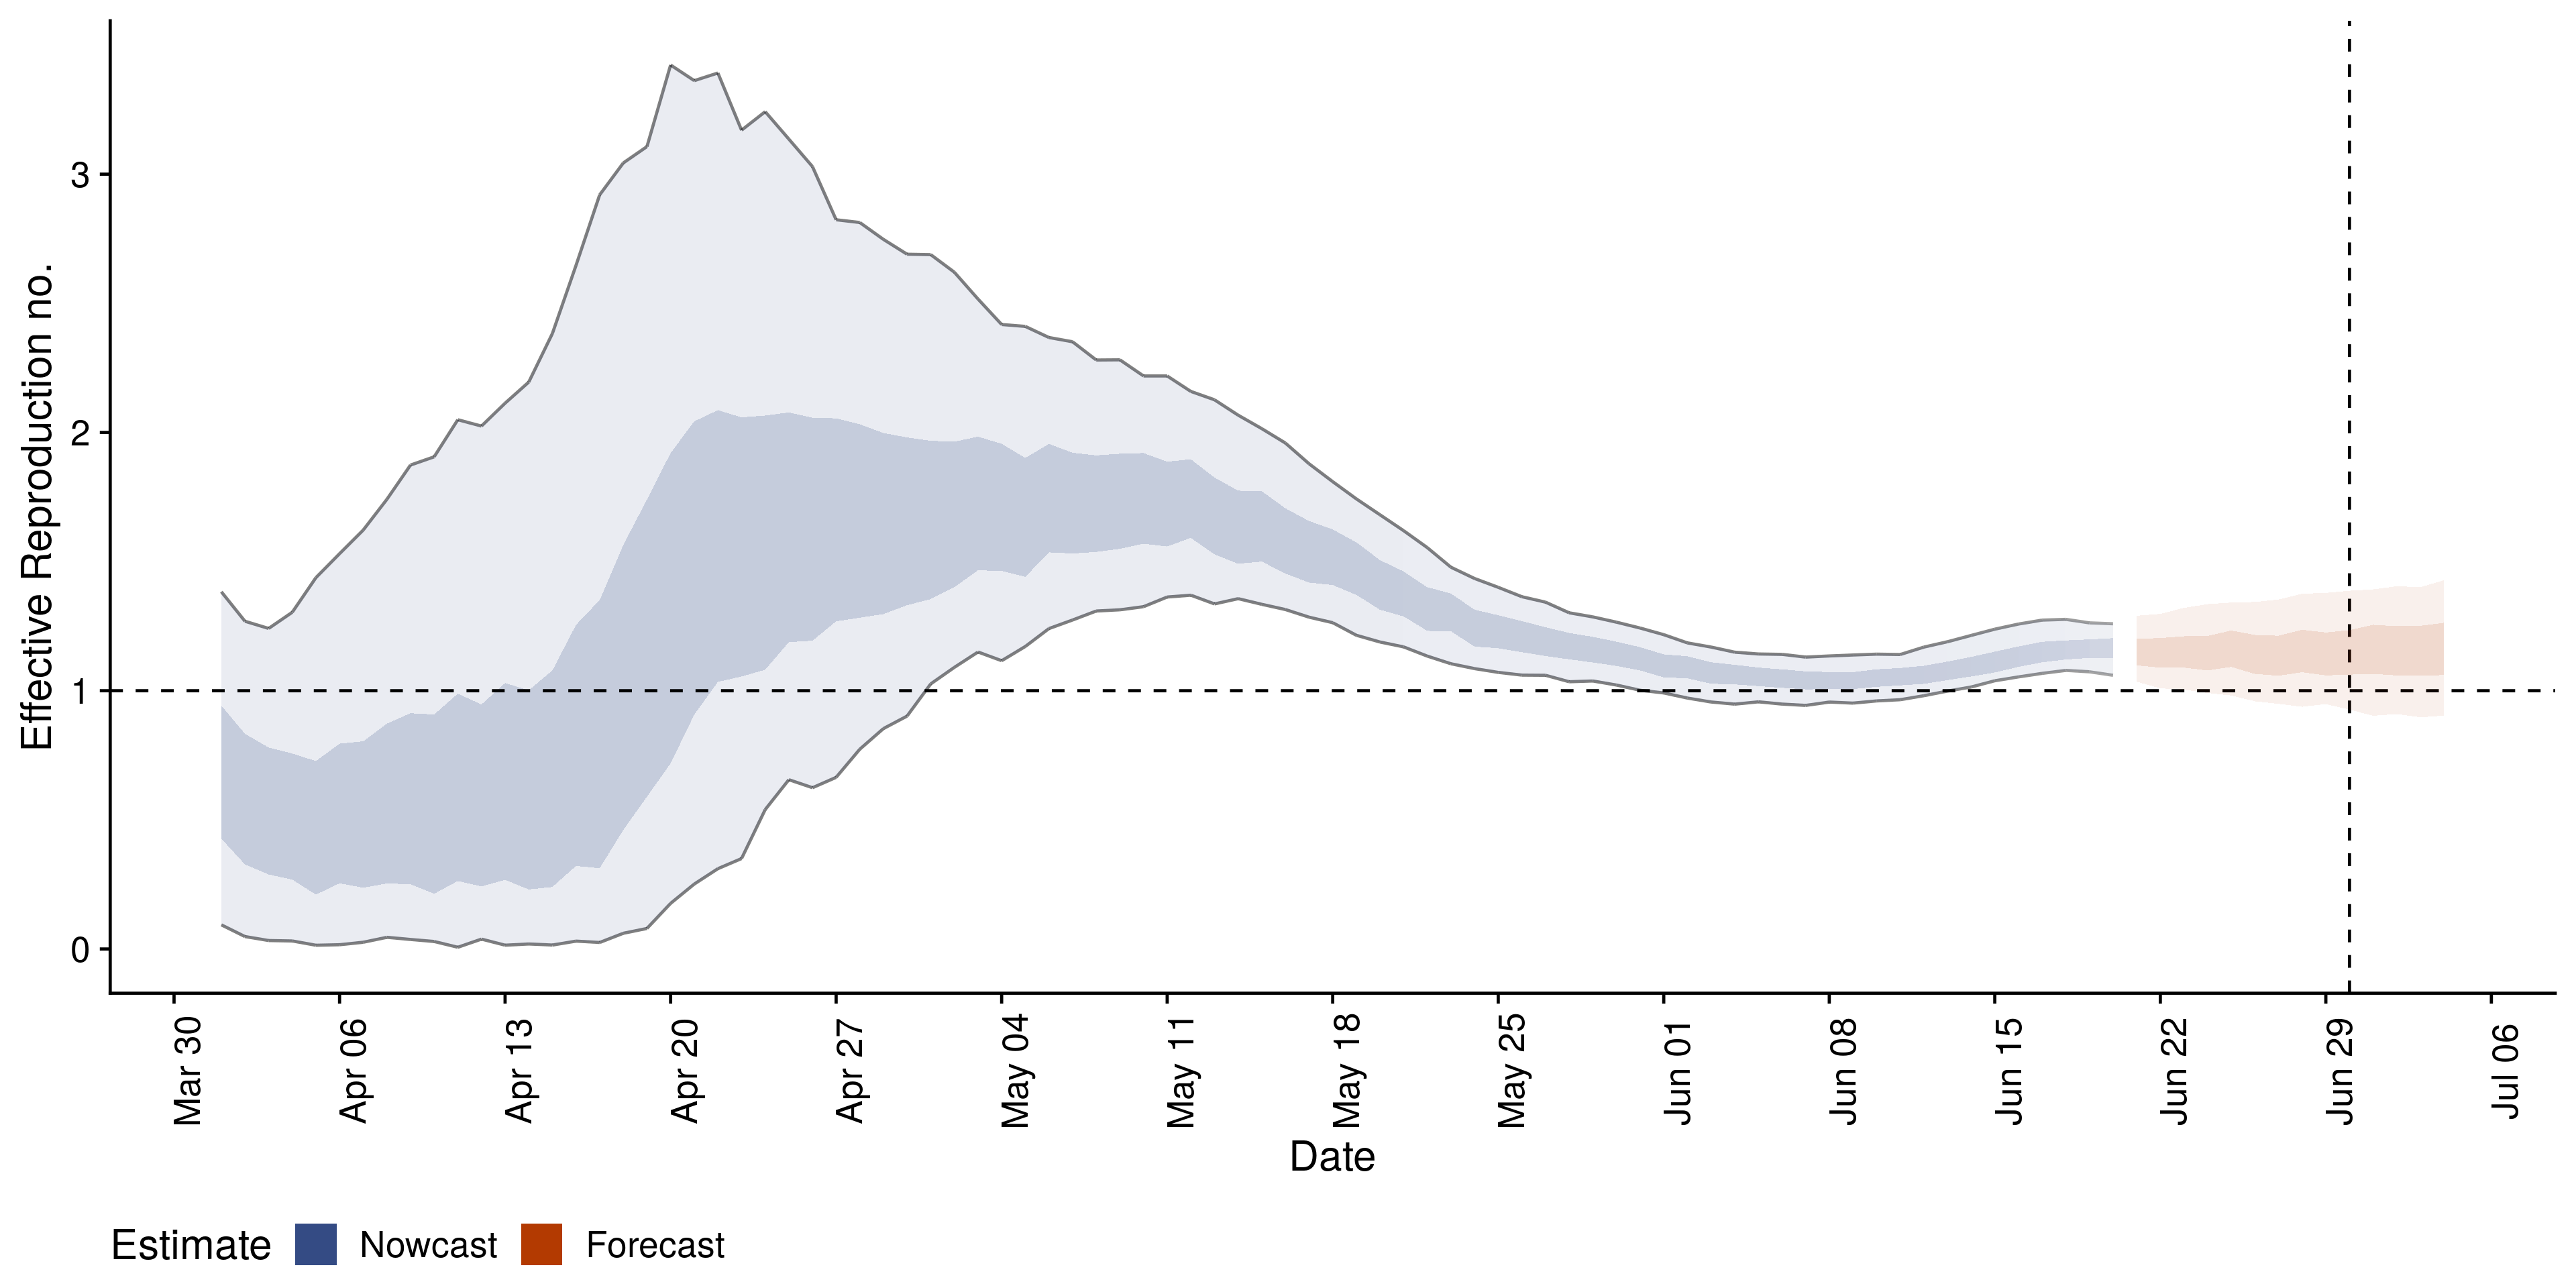 Effective Reproduction no.
3
2
1
0
Mar 30
Apr 06
Apr 13
Apr 20
Apr 27
May 04
May 11
May 18
May 25
Jun 01
Jun 08
Jun 15
Jun 22
Jun 29
Jul 06
Date
Estimate Nowcast Forecast